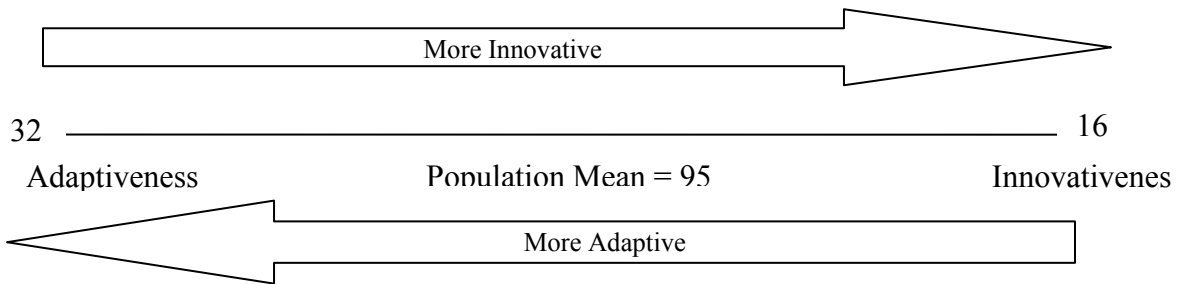 More Innovative
32 16
Adaptiveness Population Mean = 95 Innovativenes
More Adaptive